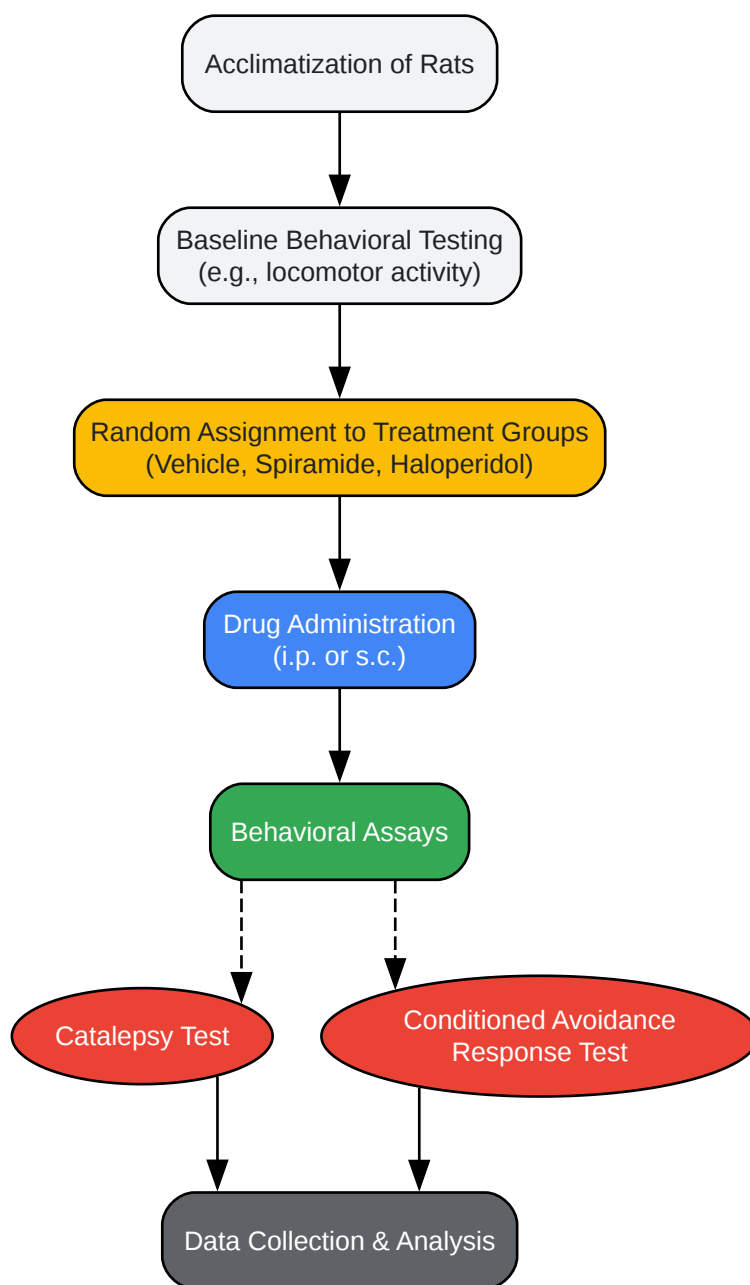 Acclimatization of Rats
Baseline Behavioral Testing
(e.g., locomotor activity)
Random Assignment to Treatment Groups
(Vehicle, Spiramide, Haloperidol)
Drug Administration
(i.p. or s.c.)
Behavioral Assays
Catalepsy Test
Conditioned Avoidance
Response Test
Data Collection & Analysis